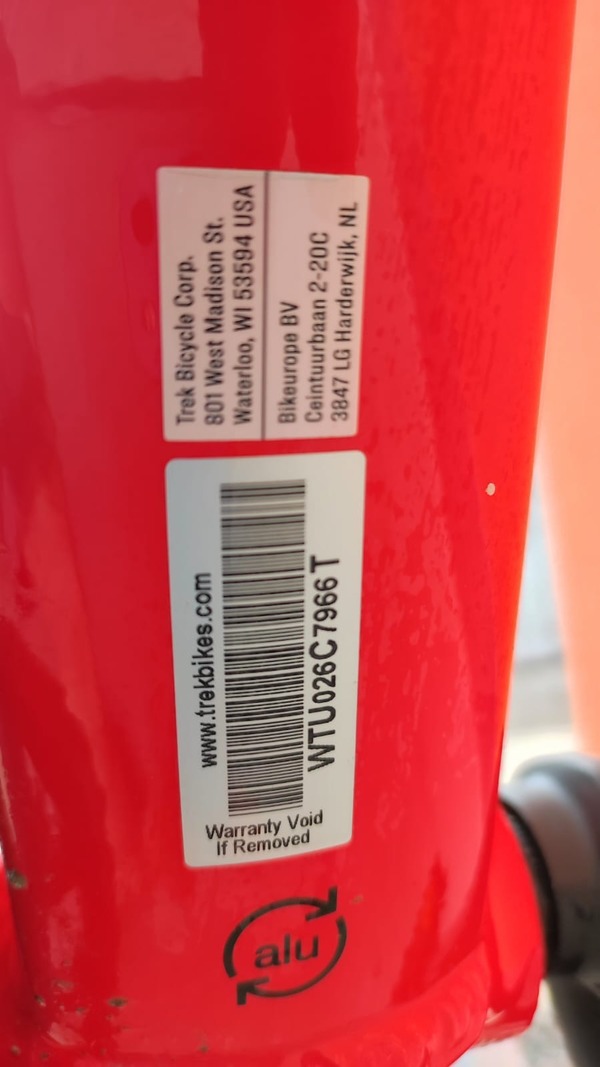 Trek Bicycle Corp.
801 West Madison St.
Waterloo, WI 53594 USA
Bikeurope BV
Ceintuurbaan 2-20C
3847 LG Harderwijk, NL
www.trekbikes.com
WTU026C7966T
Warranty Void
If Removed
alu